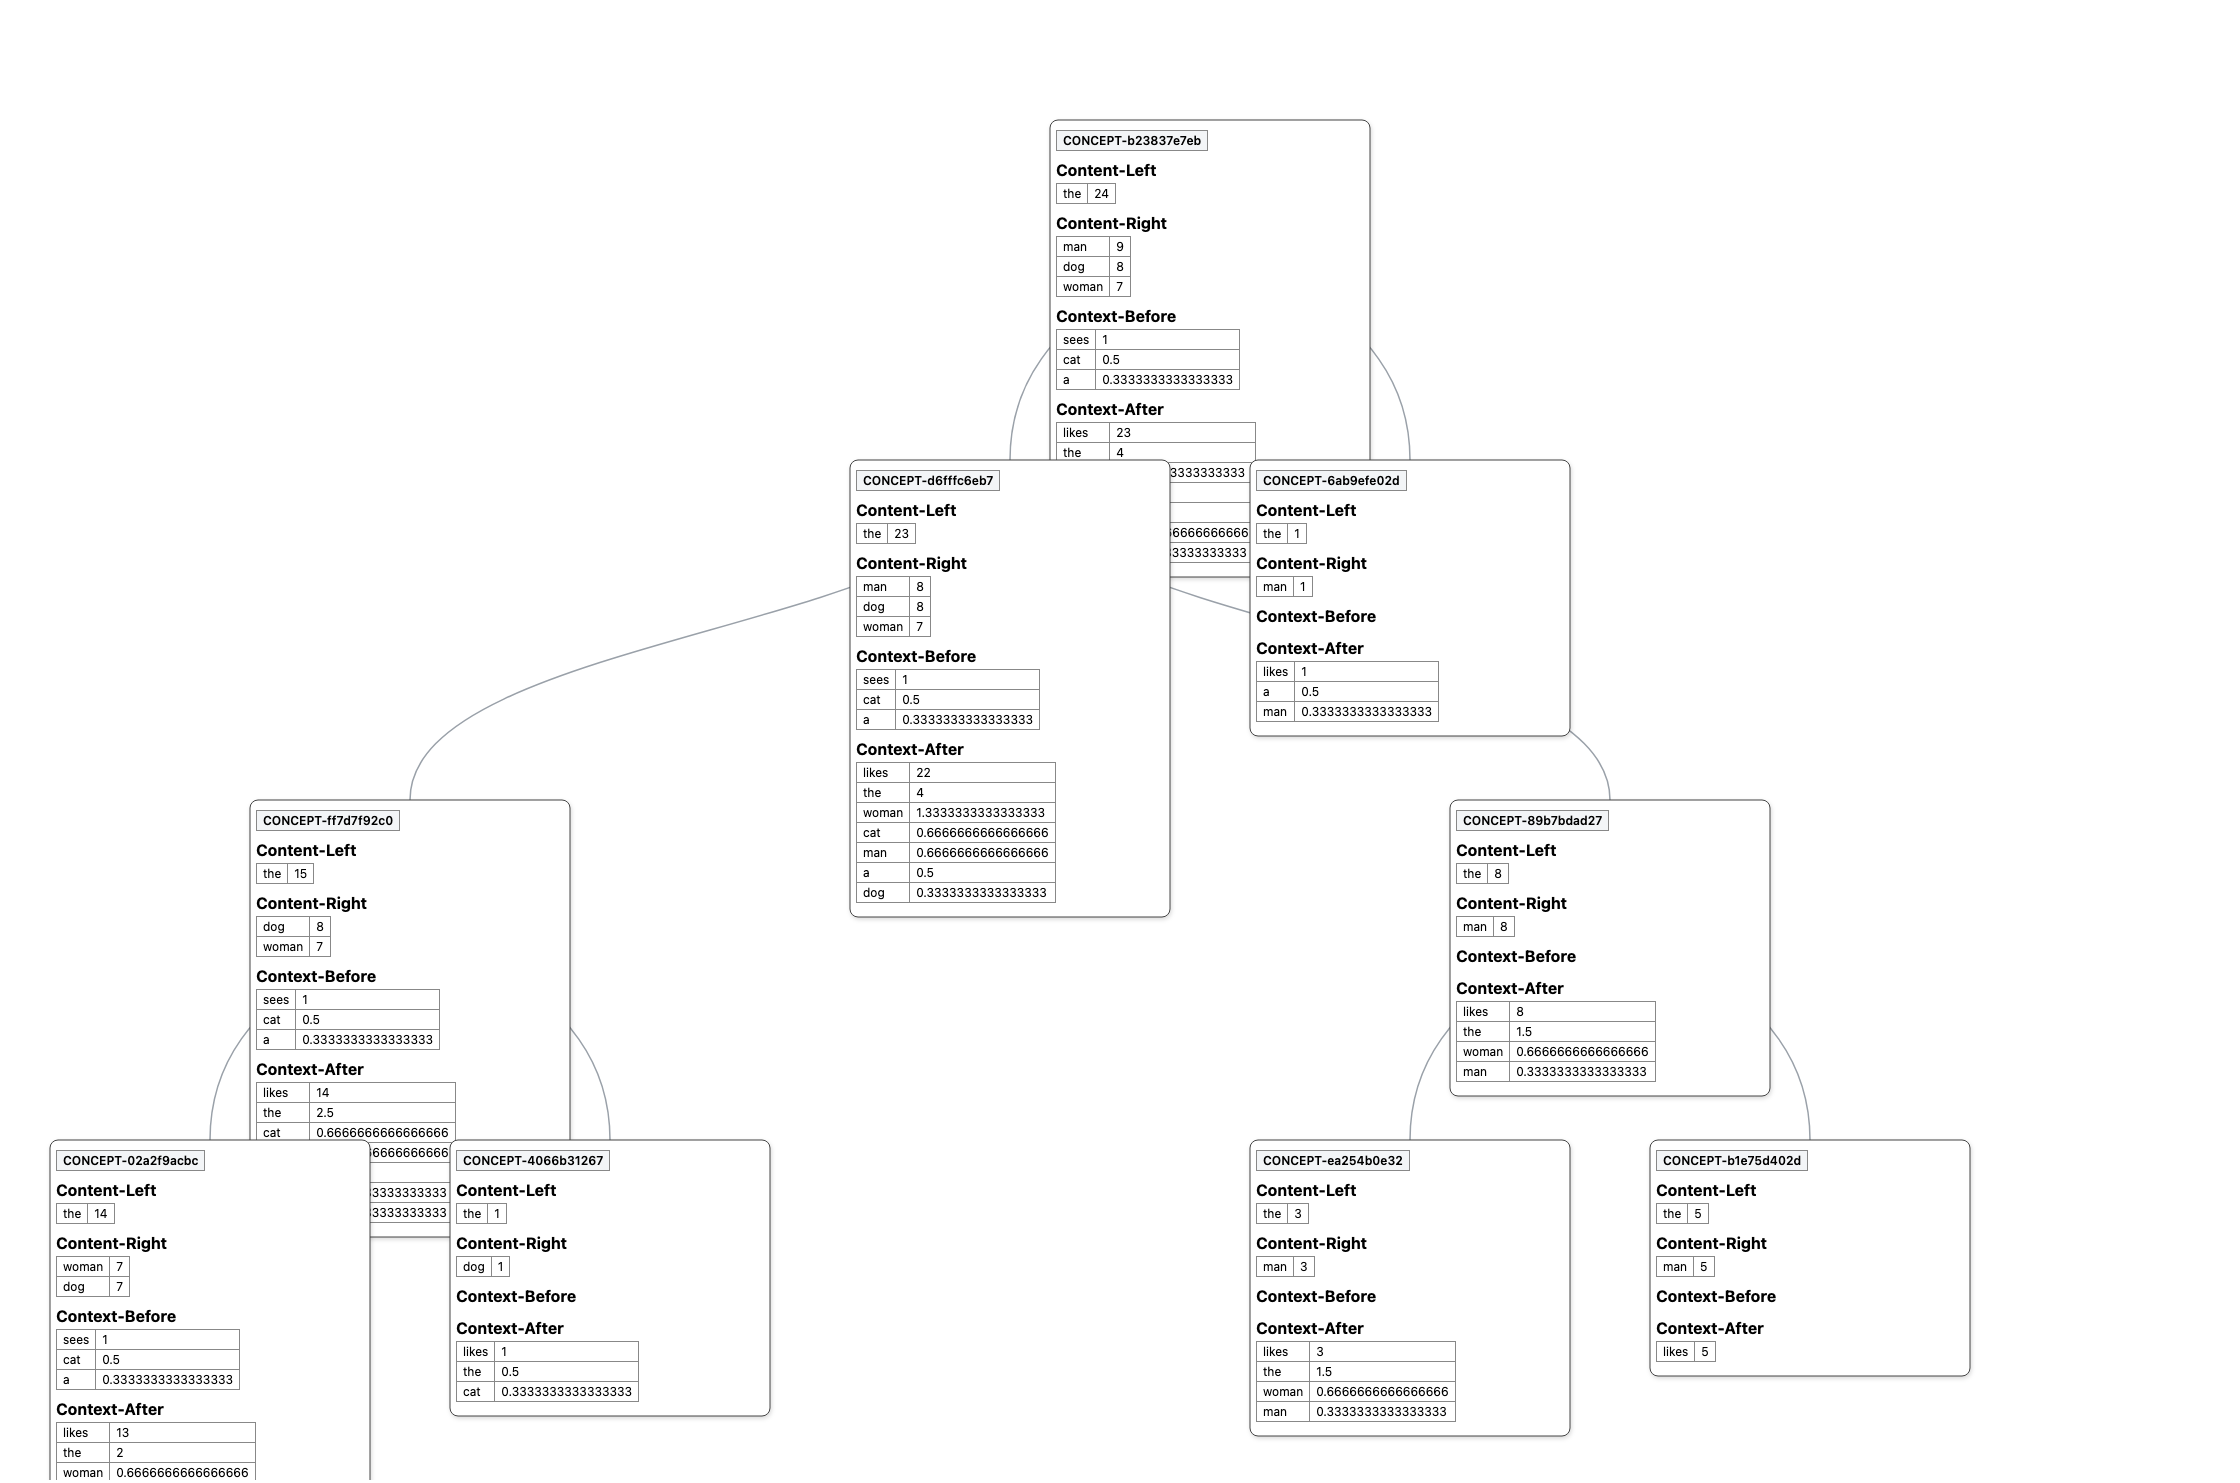 CONCEPT-b23837e7eb
Content-Left
the 24
Content-Right
man 9
dog 8
woman 7
Context-Before
sees 1
cat 0.5
a 0.3333333333333333
Context-After
likes 23
the 4
3333333333
66666666666
3333333333
CONCEPT-d6fffc6eb7
Content-Left
the 23
Content-Right
man 8
dog 8
woman 7
Context-Before
sees 1
cat 0.5
a 0.3333333333333333
Context-After
likes 22
the 4
woman 1.3333333333333333
cat 0.6666666666666666
man 0.6666666666666666
a 0.5
dog 0.3333333333333333
CONCEPT-6ab9efe02d
Content-Left
the 1
Content-Right
man 1
Context-Before
Context-After
likes 1
a 0.5
man 0.3333333333333333
CONCEPT-ff7d7f92c0
Content-Left
the 15
Content-Right
dog 8
woman 7
Context-Before
sees 1
cat 0.5
a 0.3333333333333333
Context-After
likes 14
the 2.5
cat 0.6666666666666666
6666666666
3333333333
3333333333
CONCEPT-89b7bdad27
Content-Left
the 8
Content-Right
man 8
Context-Before
Context-After
likes 8
the 1.5
woman 0.6666666666666666
man 0.3333333333333333
CONCEPT-02a2f9acbc
Content-Left
the 14
Content-Right
woman 7
dog 7
Context-Before
sees 1
cat 0.5
a 0.3333333333333333
Context-After
likes 13
the 2
woman 0.6666666666666666
CONCEPT-4066b31267
Content-Left
the 1
Content-Right
dog 1
Context-Before
Context-After
likes 1
the 0.5
cat 0.3333333333333333
CONCEPT-ea254b0e32
Content-Left
the 3
Content-Right
man 3
Context-Before
Context-After
likes 3
the 1.5
woman 0.6666666666666666
man 0.3333333333333333
CONCEPT-b1e75d402d
Content-Left
the 5
Content-Right
man 5
Context-Before
Context-After
likes 5